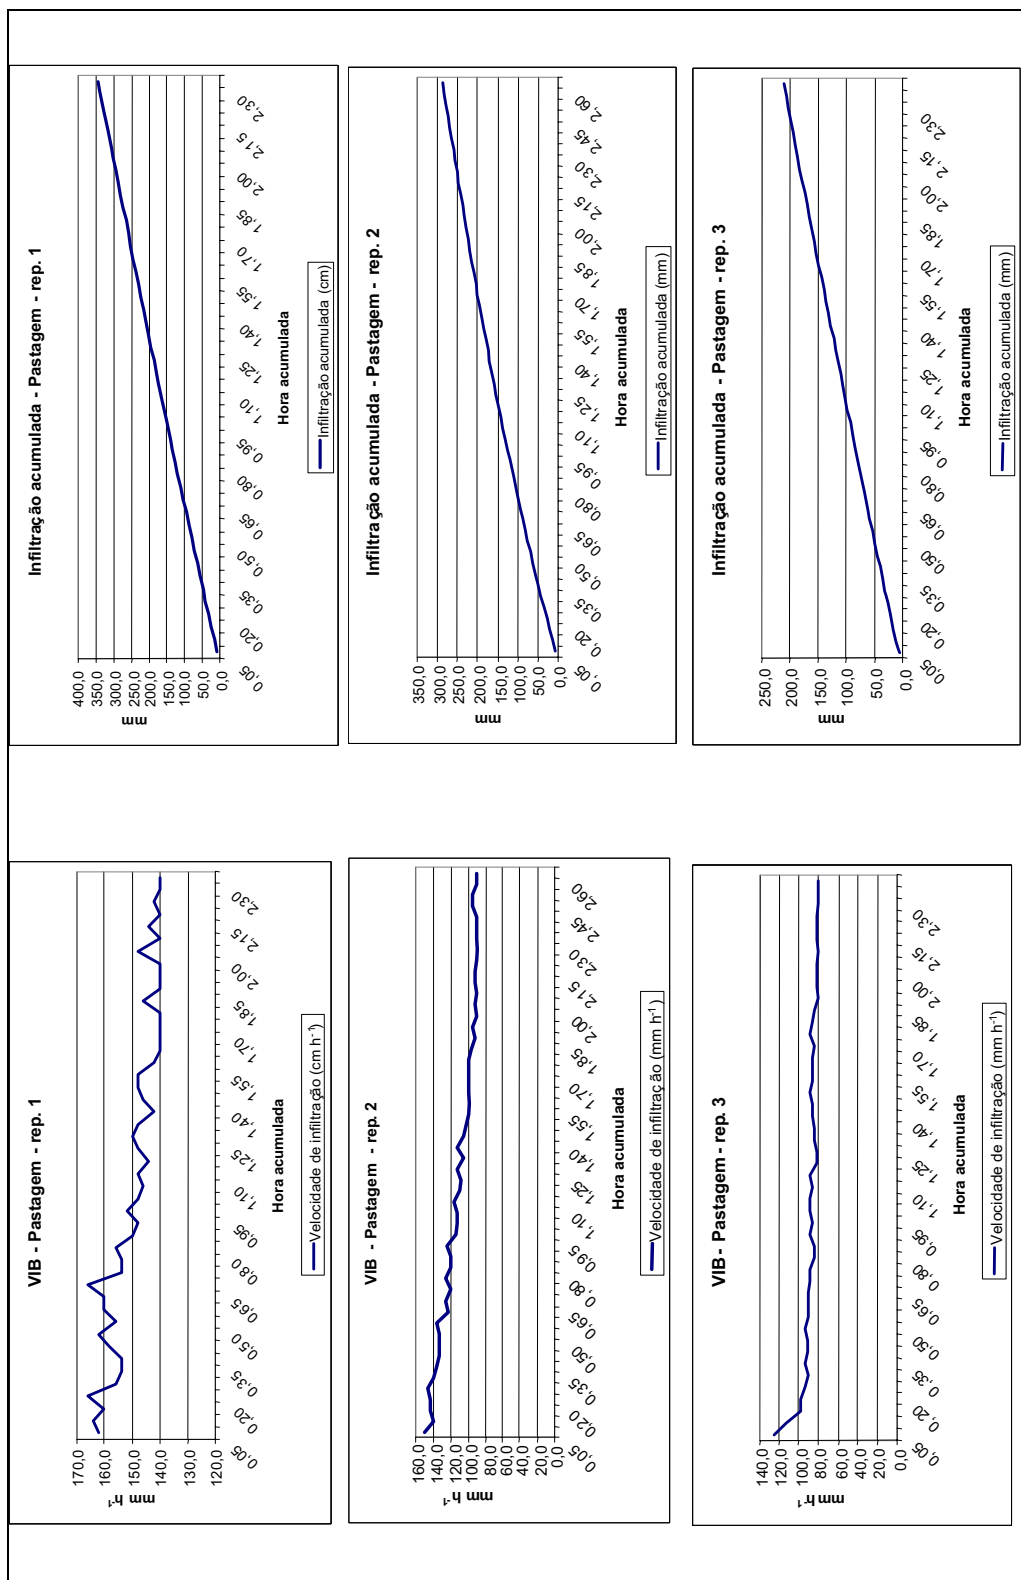 VIB - Pastagem - rep. 1
170,0
160,0
150,0
140,0
130,0
120,0
mm h-1
0,05 0,20 0,35 0,50 0,65 0,80 0,95 1,10 1,25 1,40 1,55 1,70 1,85 2,00 2,15 2,30
Hora acumulada
Velocidade de infiltração (cm h-1)
Infiltração acumulada - Pastagem - rep. 1
400,0
350,0
300,0
250,0
200,0
150,0
100,0
50,0
0,0
mm
0,05 0,20 0,35 0,50 0,65 0,80 0,95 1,10 1,25 1,40 1,55 1,70 1,85 2,00 2,15 2,30
Hora acumulada
Infiltração acumulada (cm)
VIB - Pastagem - rep. 2
160,0
140,0
120,0
100,0
80,0
60,0
40,0
20,0
0,0
mm h-1
0,05 0,20 0,35 0,50 0,65 0,80 0,95 1,10 1,25 1,40 1,55 1,70 1,85 2,00 2,15 2,30 2,45 2,60
Hora acumulada
Velocidade de infiltração (mm h-1)
Infiltração acumulada - Pastagem - rep. 2
350,0
300,0
250,0
200,0
150,0
100,0
50,0
0,0
mm
0,05 0,20 0,35 0,50 0,65 0,80 0,95 1,10 1,25 1,40 1,55 1,70 1,85 2,00 2,15 2,30 2,45 2,60
Hora acumulada
Infiltração acumulada (mm)
VIB - Pastagem - rep. 3
140,0
120,0
100,0
80,0
60,0
40,0
20,0
0,0
mm h-1
0,05 0,20 0,35 0,50 0,65 0,80 0,95 1,10 1,25 1,40 1,55 1,70 1,85 2,00 2,15 2,30
Hora acumulada
Velocidade de infiltração (mm h-1)
Infiltração acumulada - Pastagem - rep. 3
250,0
200,0
150,0
100,0
50,0
0,0
mm
0,05 0,20 0,35 0,50 0,65 0,80 0,95 1,10 1,25 1,40 1,55 1,70 1,85 2,00 2,15 2,30
Hora acumulada
Infiltração acumulada (mm)